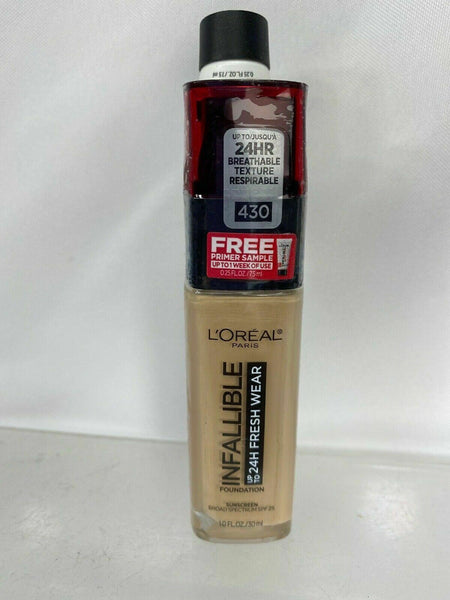 0.25 FL.OZ./7.5 ml
UP TO/JUSQU'À
24HR
BREATHABLE
TEXTURE
RESPIRABLE
430
FREE
PRIMER SAMPLE
UP TO 1 WEEK OF USE
0.25 FL.OZ./7.5 ml
L'ORÉAL®
PARIS
INFALLIBLE
UP TO 24H FRESH WEAR
FOUNDATION
SUNSCREEN
BROAD SPECTRUM SPF 25
1.0 FL.OZ./30 ml